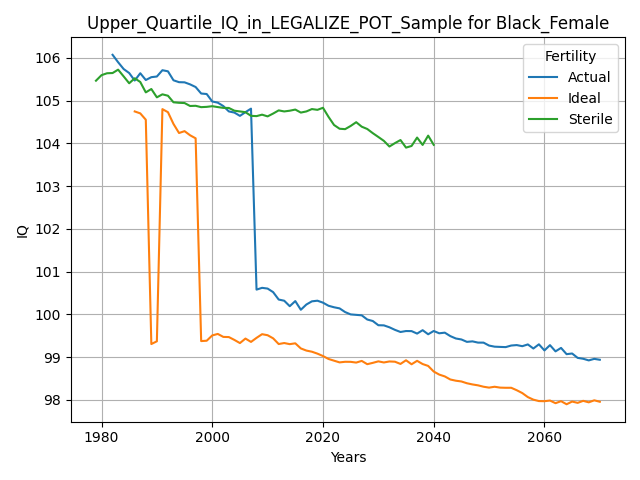 Upper_Quartile_IQ_in_LEGALIZE_POT_Sample for Black_Female
Fertility
Actual
Ideal
Sterile
106
105
104
103
102
101
100
99
98
IQ
1980
2000
2020
2040
2060
Years